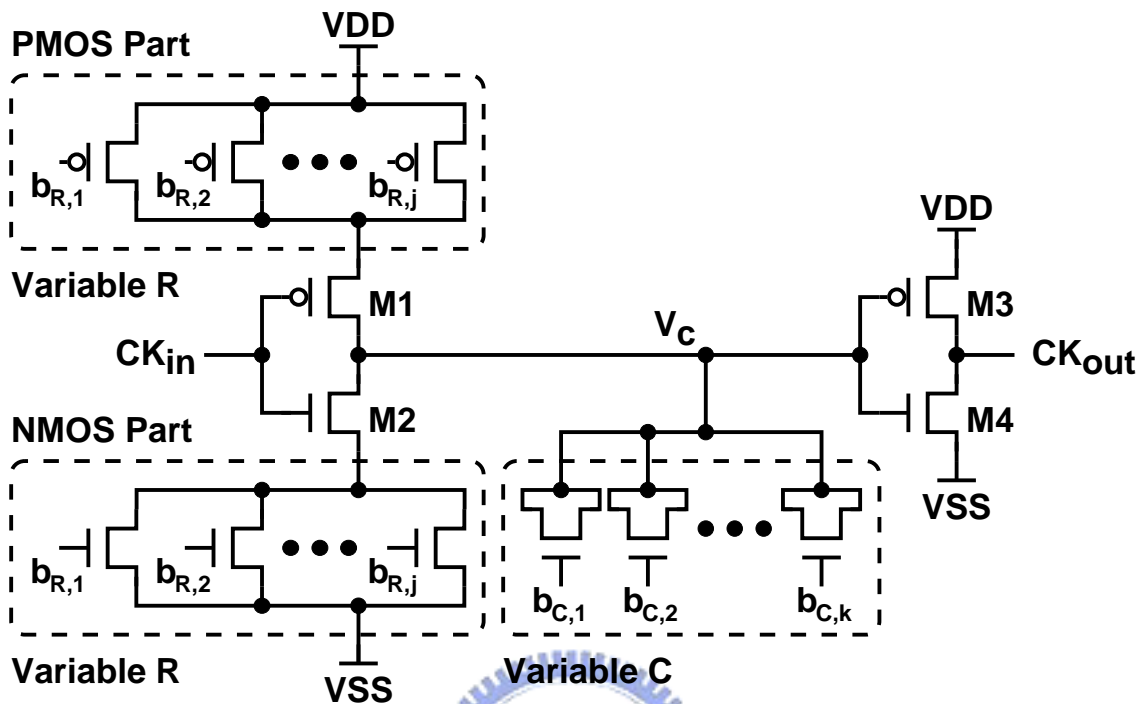 VDD
PMOS Part
b_{R,1}
b_{R,2}
b_{R,j}
Variable R
M1
CK_{in}
M2
V_C
VDD
M3
CK_{out}
M4
VSS
NMOS Part
b_{R,1}
b_{R,2}
b_{R,j}
b_{C,1}
b_{C,2}
b_{C,k}
Variable R
VSS
Variable C